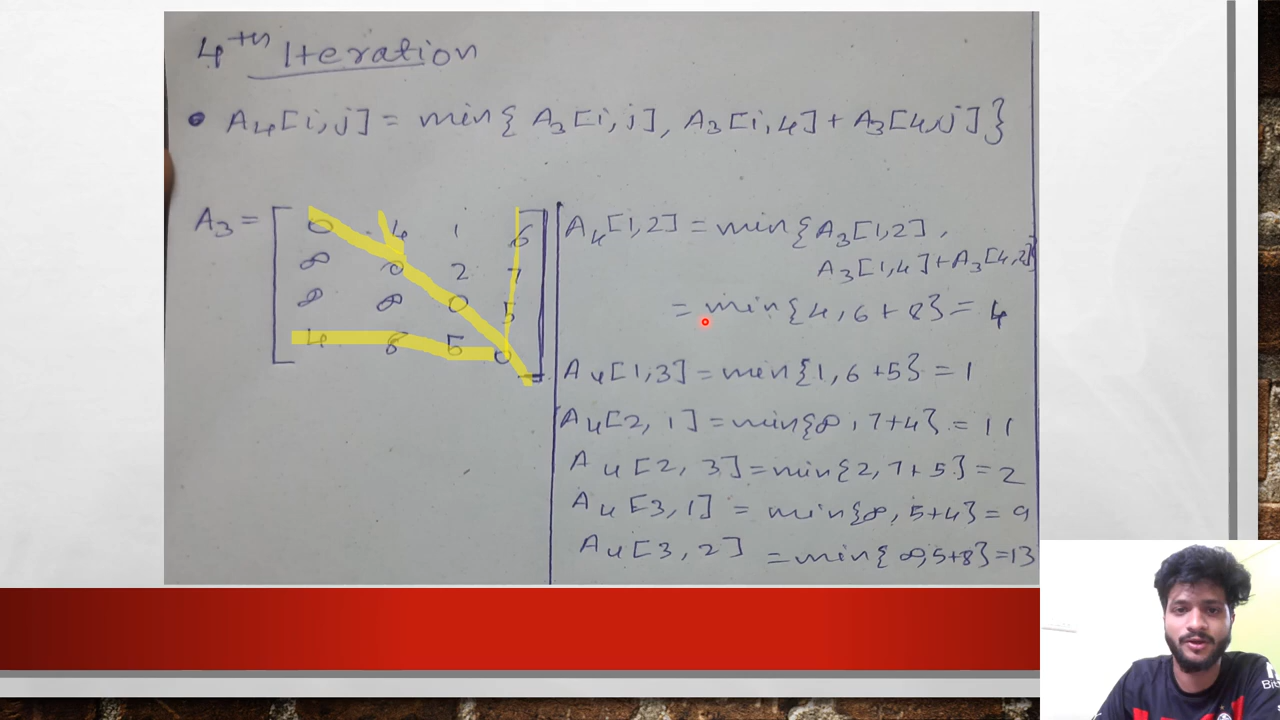 4th Iteration
• A4[i,j] = min{ A3[i,j], A3[i,4] + A3[4,j] }
A3 =
0 4 1 6
∞ 0 2 7
∞ ∞ 0 5
4 8 5 0
A4[1,2] = min{A3[1,2],
A3[1,4]+A3[4,2]}
= min{4, 6+8} = 4
A4[1,3] = min{1, 6+5} = 1
A4[2, 1] = min{∞, 7+4} = 11
A4[2, 3] = min{2, 7+5} = 2
A4[3, 1] = min{∞, 5+4} = 9
A4[3, 2] = min{∞, 5+8} = 13
Bit